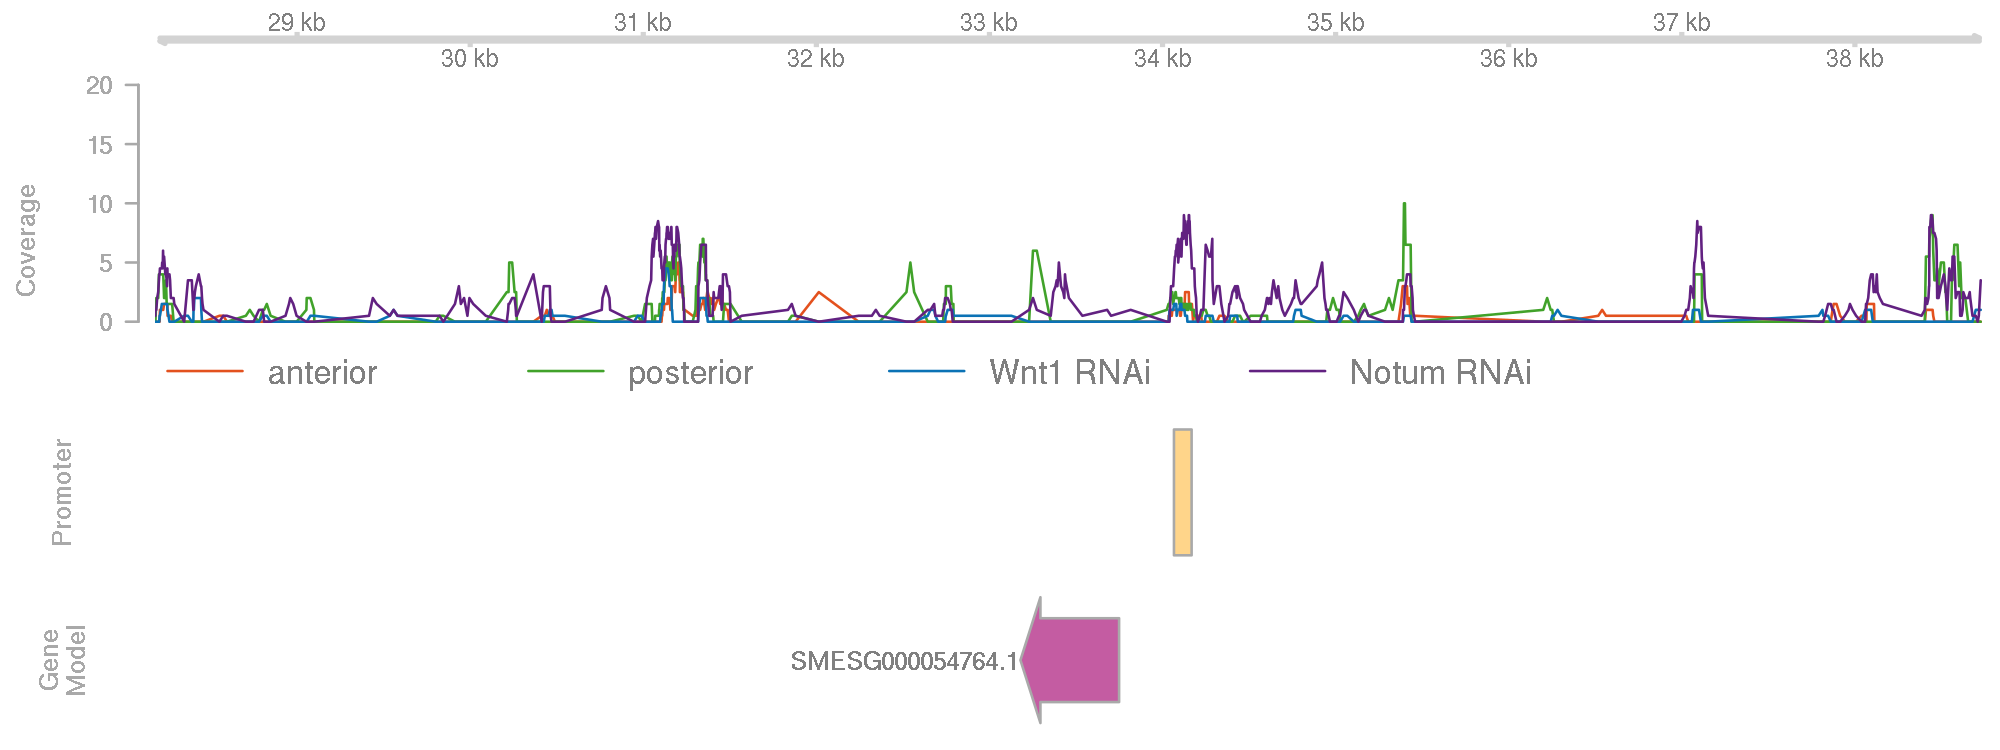 29 kb 31 kb 33 kb 35 kb 37 kb
30 kb 32 kb 34 kb 36 kb 38 kb
Coverage
20
15
10
5
0
anterior posterior Wnt1 RNAi Notum RNAi
Promoter
Gene
Model
SMESG000054764.1